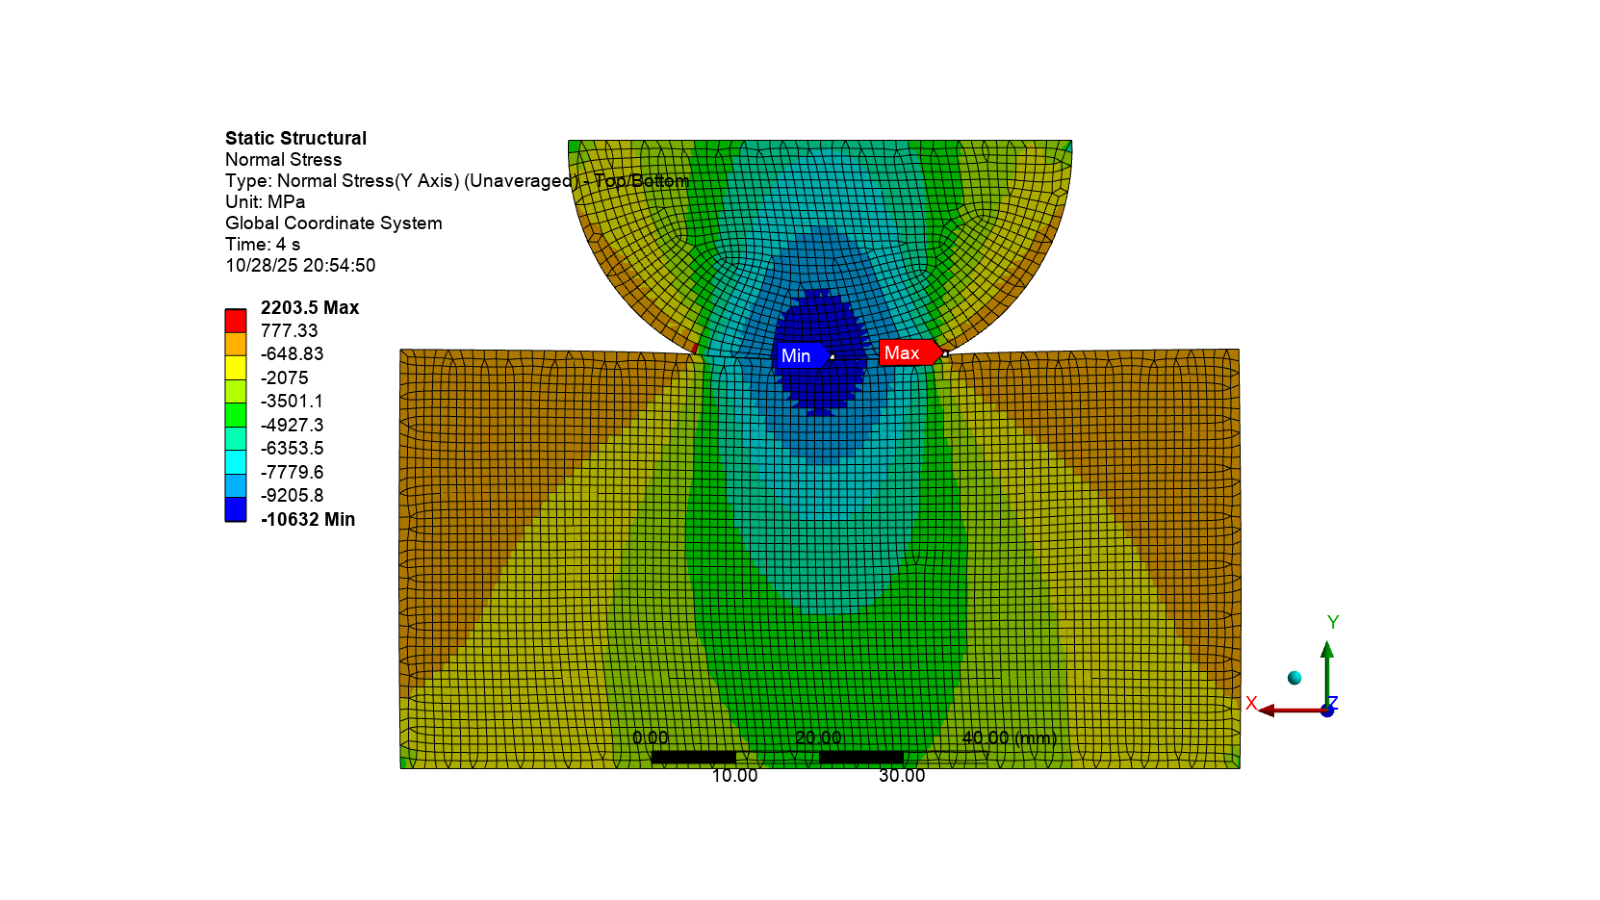 Static Structural
Normal Stress
Type: Normal Stress(Y Axis) (Unaveraged) - Top/Bottom
Unit: MPa
Global Coordinate System
Time: 4 s
10/28/25 20:54:50
2203.5 Max
777.33
-648.83
-2075
-3501.1
-4927.3
-6353.5
-7779.6
-9205.8
-10632 Min
Min
Max
Y
X
Z
0.00
20.00
40.00 (mm)
10.00
30.00